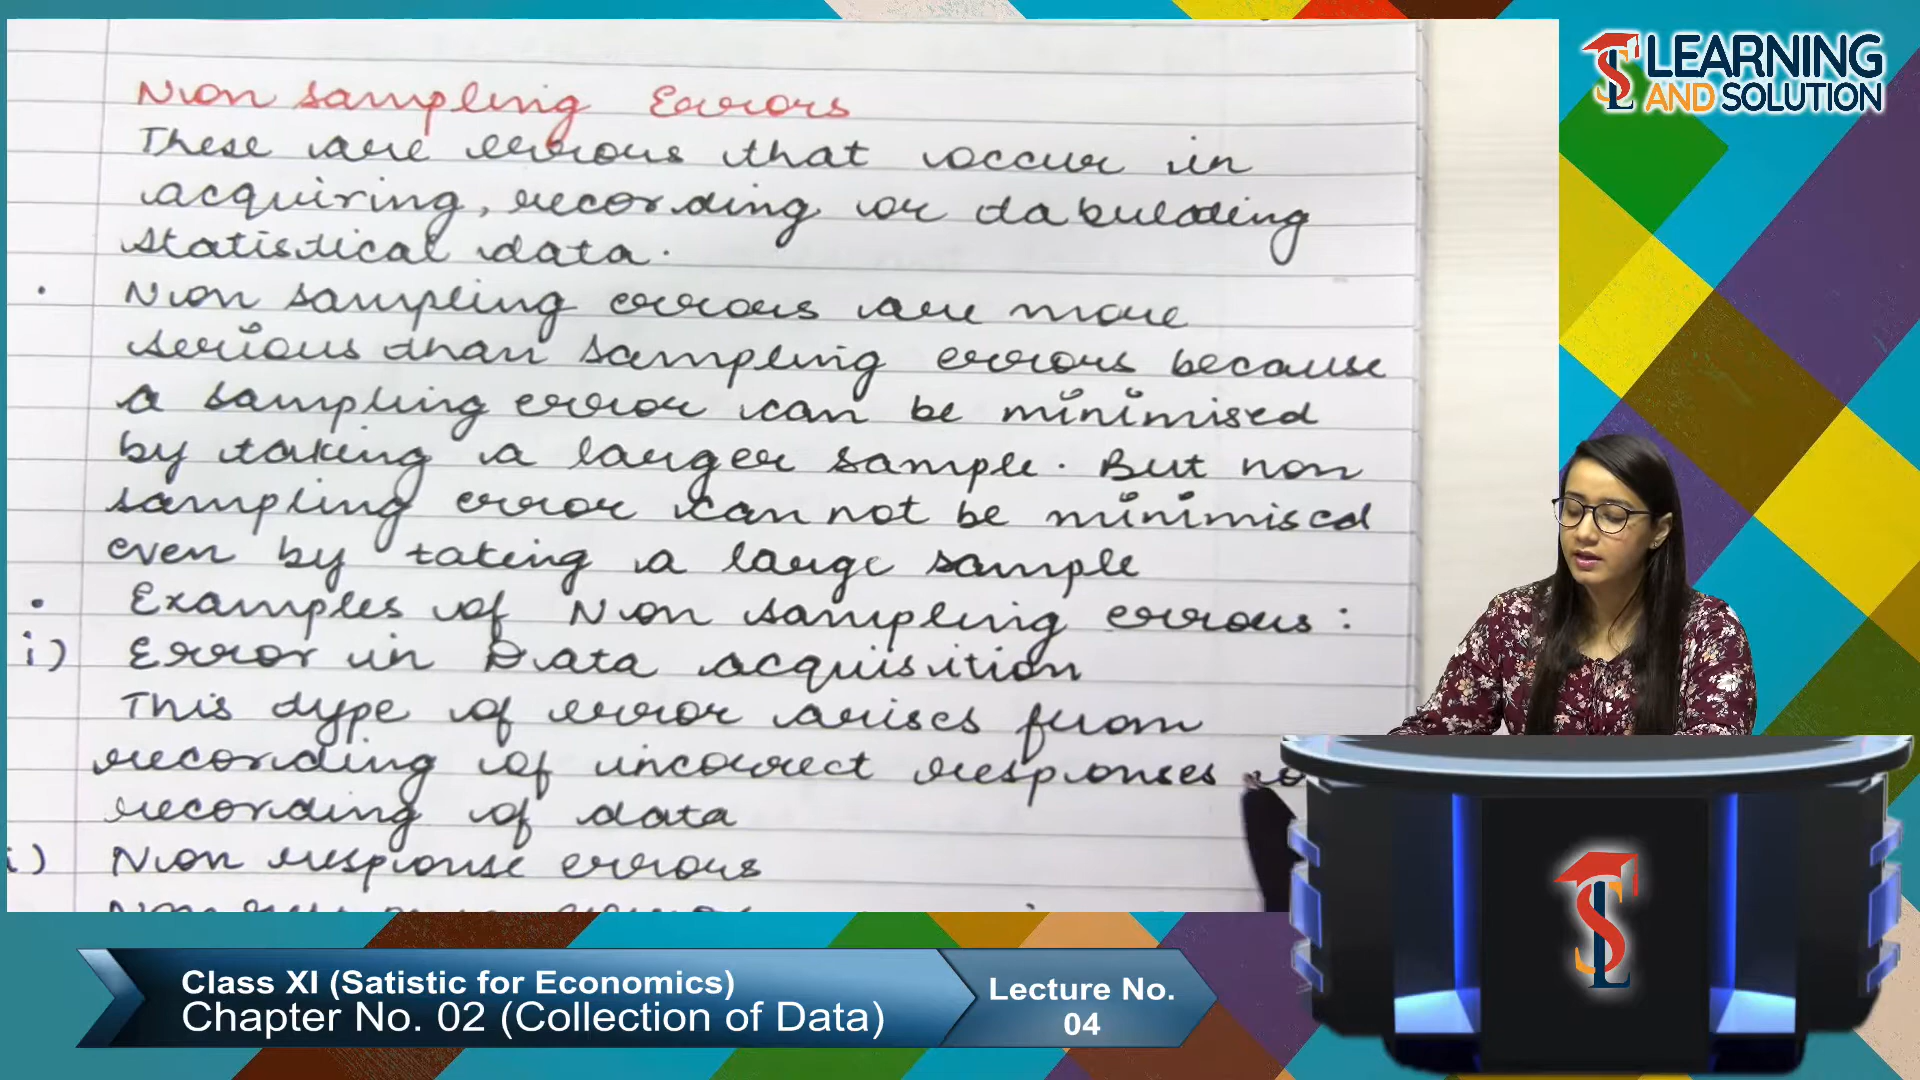 Non sampling Errors
These are errors that occur in
acquiring, recording or tabulating
statistical data.
• Non sampling errors are more
serious than sampling errors because
a sampling error can be minimised
by taking a larger sample. But non
sampling error can not be minimised
even by taking a large sample
• Examples of Non sampling errors:
i) Error in Data acquisition
This type of error arises from
recording of incorrect responses
recording of data
i) Non response errors
LEARNING
AND SOLUTION
Class XI (Satistic for Economics)
Chapter No. 02 (Collection of Data)
Lecture No.
04